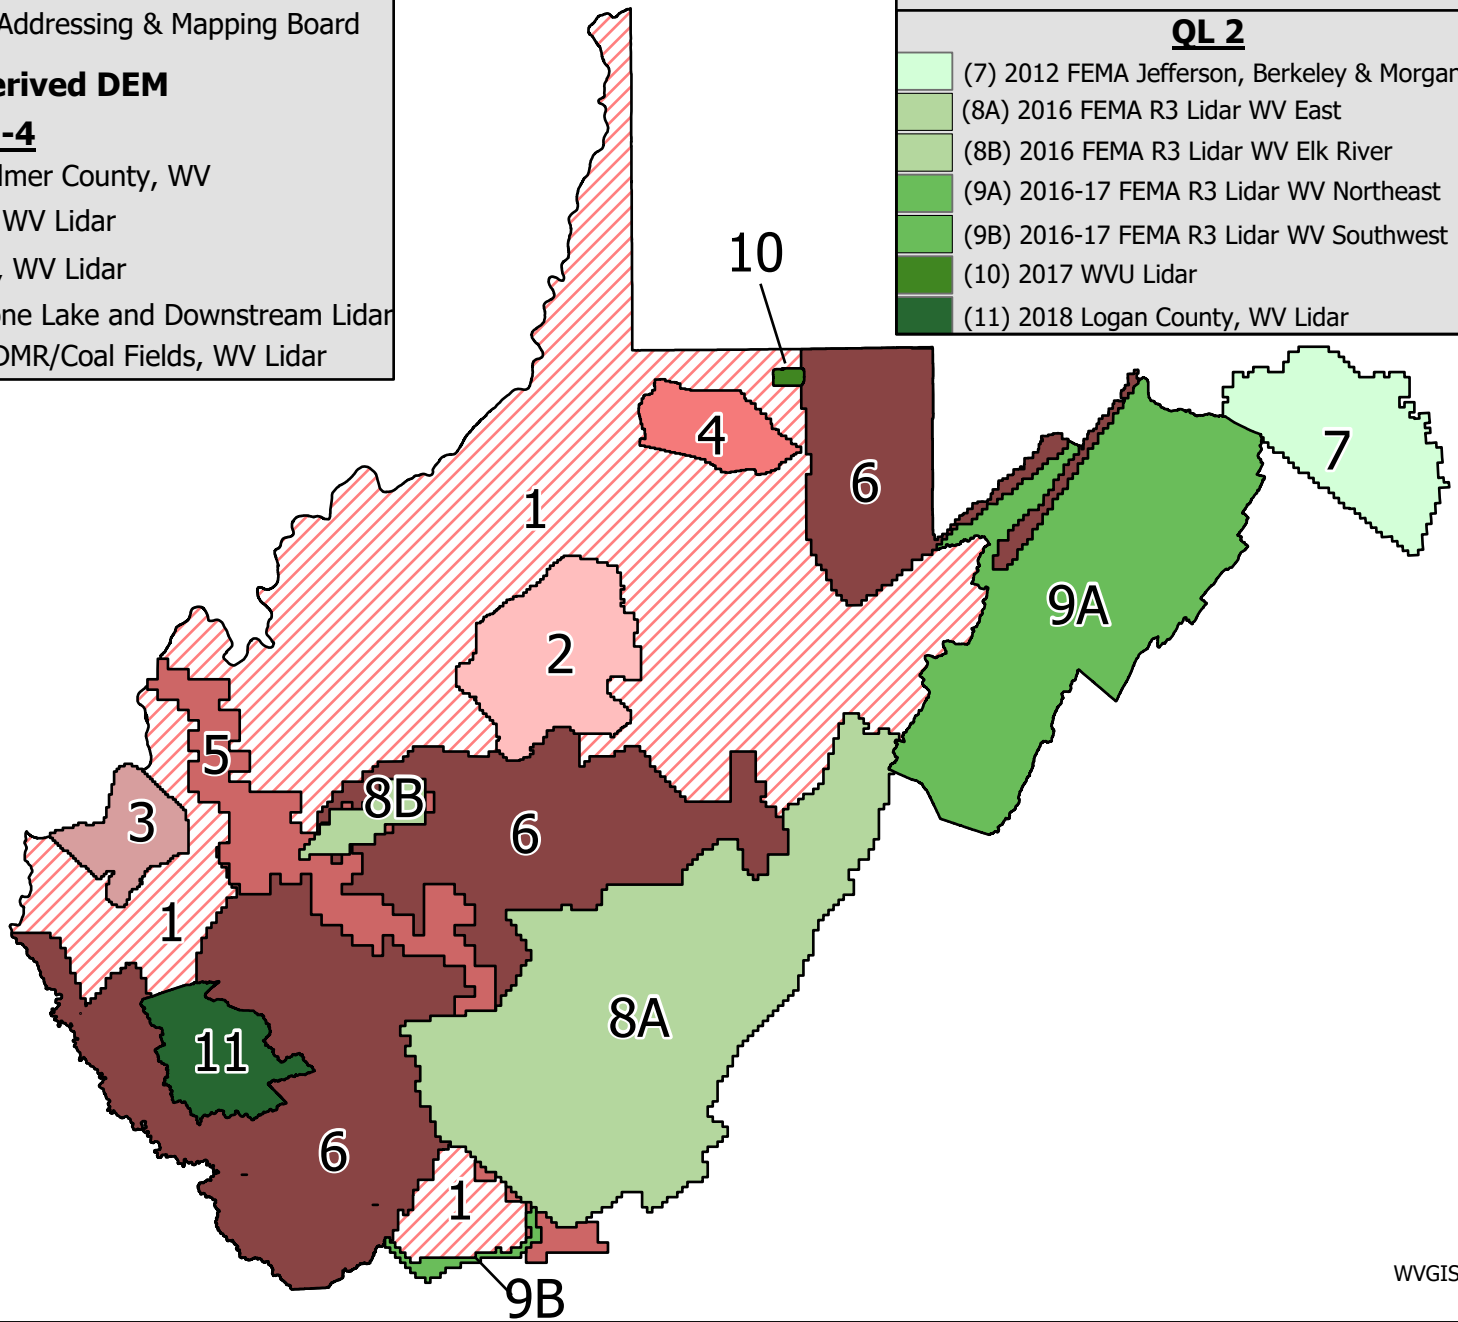 Addressing & Mapping Board
erived DEM
-4
lmer County, WV
WV Lidar
, WV Lidar
one Lake and Downstream Lidar
DMR/Coal Fields, WV Lidar
QL 2
(7) 2012 FEMA Jefferson, Berkeley & Morgan
(8A) 2016 FEMA R3 Lidar WV East
(8B) 2016 FEMA R3 Lidar WV Elk River
(9A) 2016-17 FEMA R3 Lidar WV Northeast
(9B) 2016-17 FEMA R3 Lidar WV Southwest
(10) 2017 WVU Lidar
(11) 2018 Logan County, WV Lidar
10
4
7
6
1
9A
2
5
8B
3
6
1
8A
11
6
1
9B
WVGIS